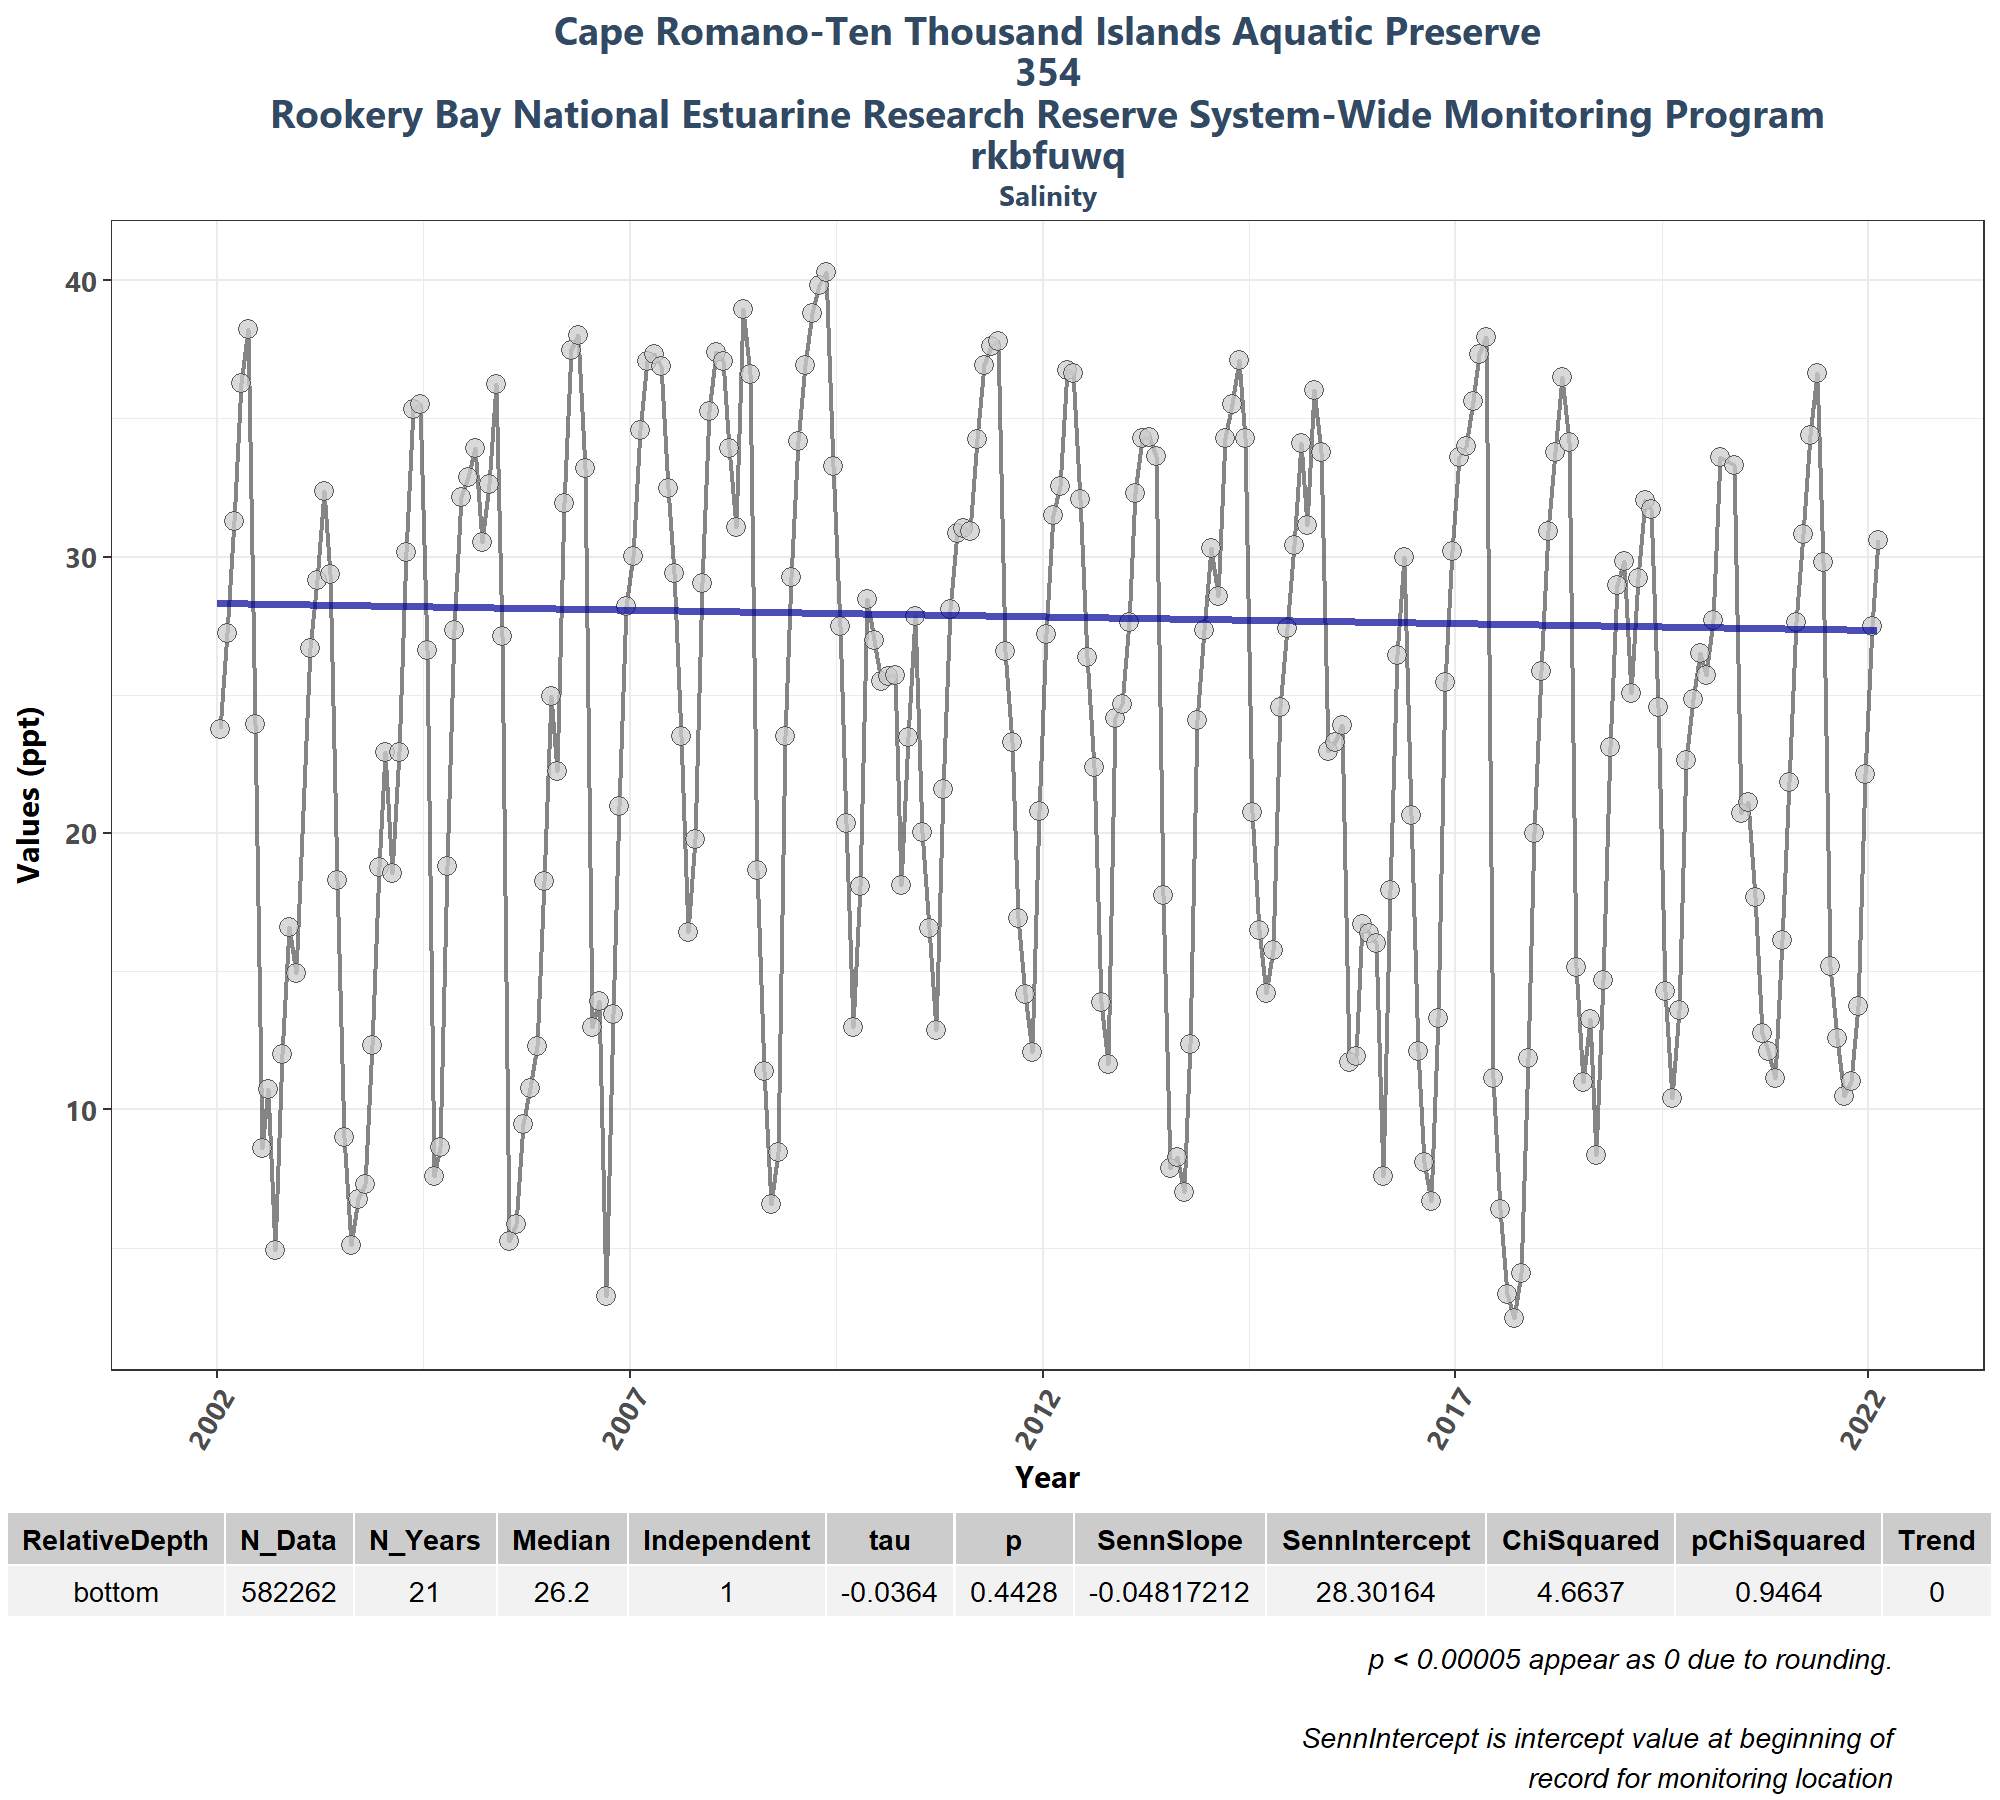 Cape Romano-Ten Thousand Islands Aquatic Preserve
354
Rookery Bay National Estuarine Research Reserve System-Wide Monitoring Program
rkbfuwq
Salinity
40
30
20
10
Values (ppt)
2002 2007 2012 2017 2022
Year
RelativeDepth N_Data N_Years Median Independent tau p SennSlope SennIntercept ChiSquared pChiSquared Trend
bottom 582262 21 26.2 1 -0.0364 0.4428 -0.04817212 28.30164 4.6637 0.9464 0
p < 0.00005 appear as 0 due to rounding.
SennIntercept is intercept value at beginning of
record for monitoring location